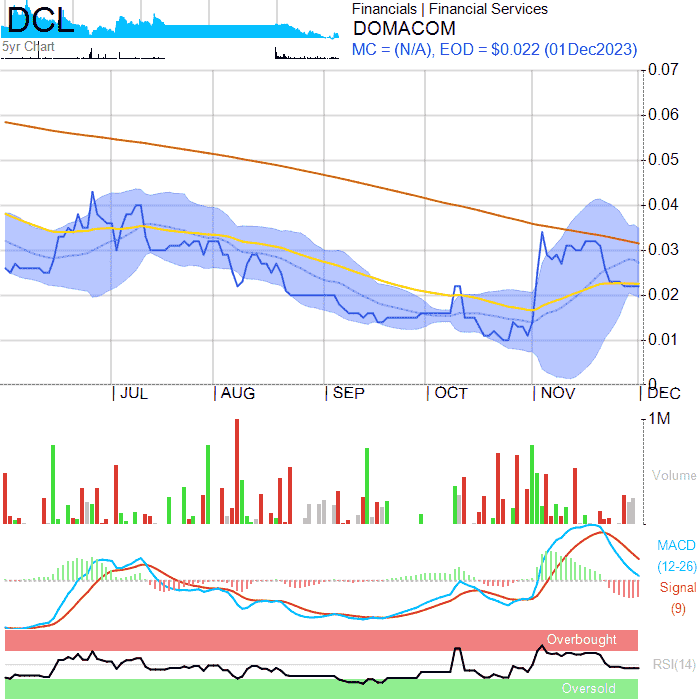 DCL
5yr Chart
Financials | Financial Services
DOMACOM
MC = (N/A), EOD = $0.022 (01Dec2023)
0.07
0.06
0.05
0.04
0.03
0.02
0.01
0
JUL AUG SEP OCT NOV DEC
1M
Volume
MACD
(12-26)
Signal
(9)
Overbought
RSI(14)
Oversold